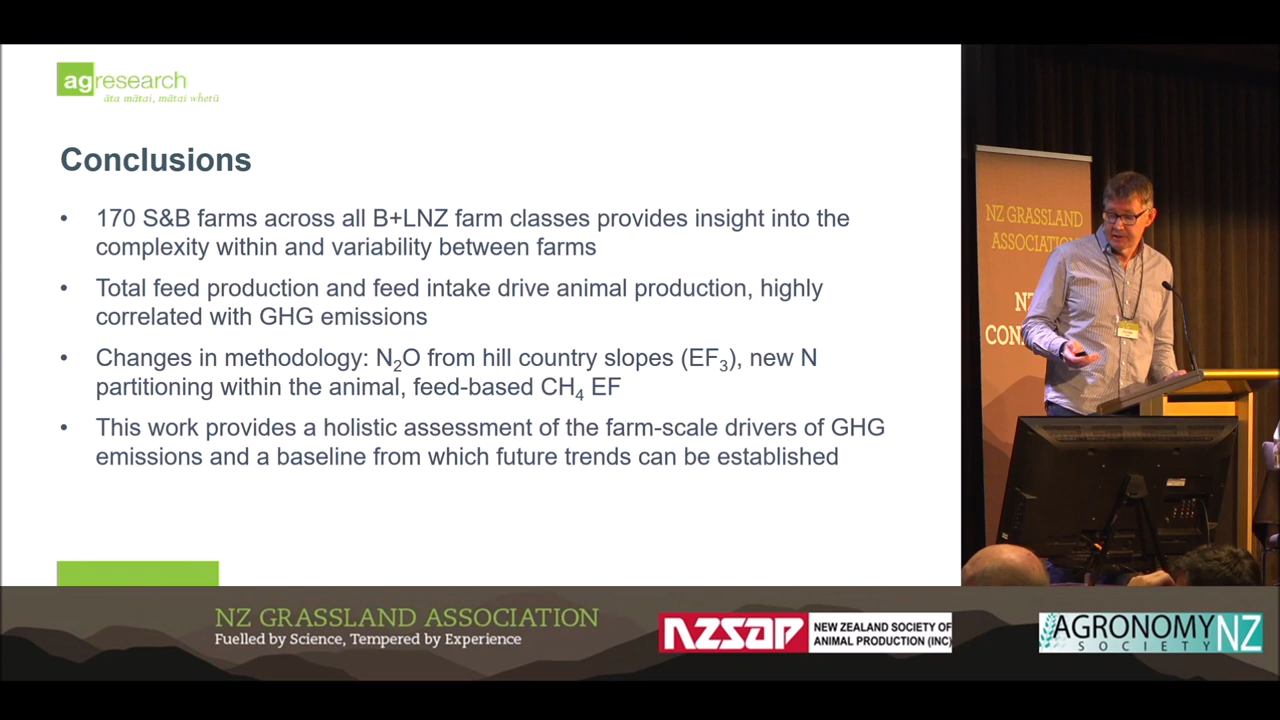 agresearch
āta mātai, mātai whetū
Conclusions
• 170 S&B farms across all B+LNZ farm classes provides insight into the
complexity within and variability between farms
• Total feed production and feed intake drive animal production, highly
correlated with GHG emissions
• Changes in methodology: N₂O from hill country slopes (EF₃), new N
partitioning within the animal, feed-based CH₄ EF
• This work provides a holistic assessment of the farm-scale drivers of GHG
emissions and a baseline from which future trends can be established
NZ GRASSLAND
ASSOCIATION
NZ GRASSLAND ASSOCIATION
Fuelled by Science, Tempered by Experience
NZSAP
NEW ZEALAND SOCIETY OF
ANIMAL PRODUCTION (INC)
AGRONOMY NZ
SOCIETY